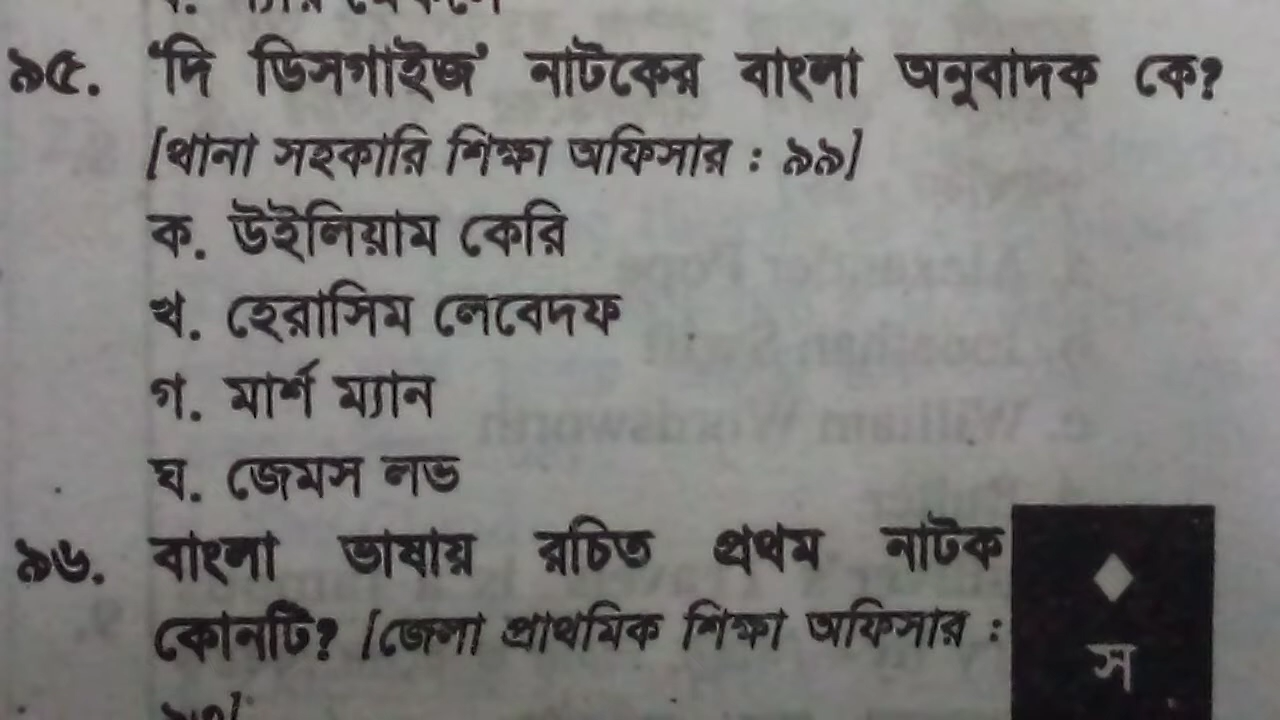 ৯৫. 'দি ডিসগাইজ' নাটকের বাংলা অনুবাদক কে?
[থানা সহকারি শিক্ষা অফিসার : ৯৯]
ক. উইলিয়াম কেরি
খ. হেরাসিম লেবেদফ
গ. মার্শ ম্যান
ঘ. জেমস লভ
৯৬. বাংলা ভাষায় রচিত প্রথম নাটক
কোনটি? [জেলা প্রাথমিক শিক্ষা অফিসার :
স